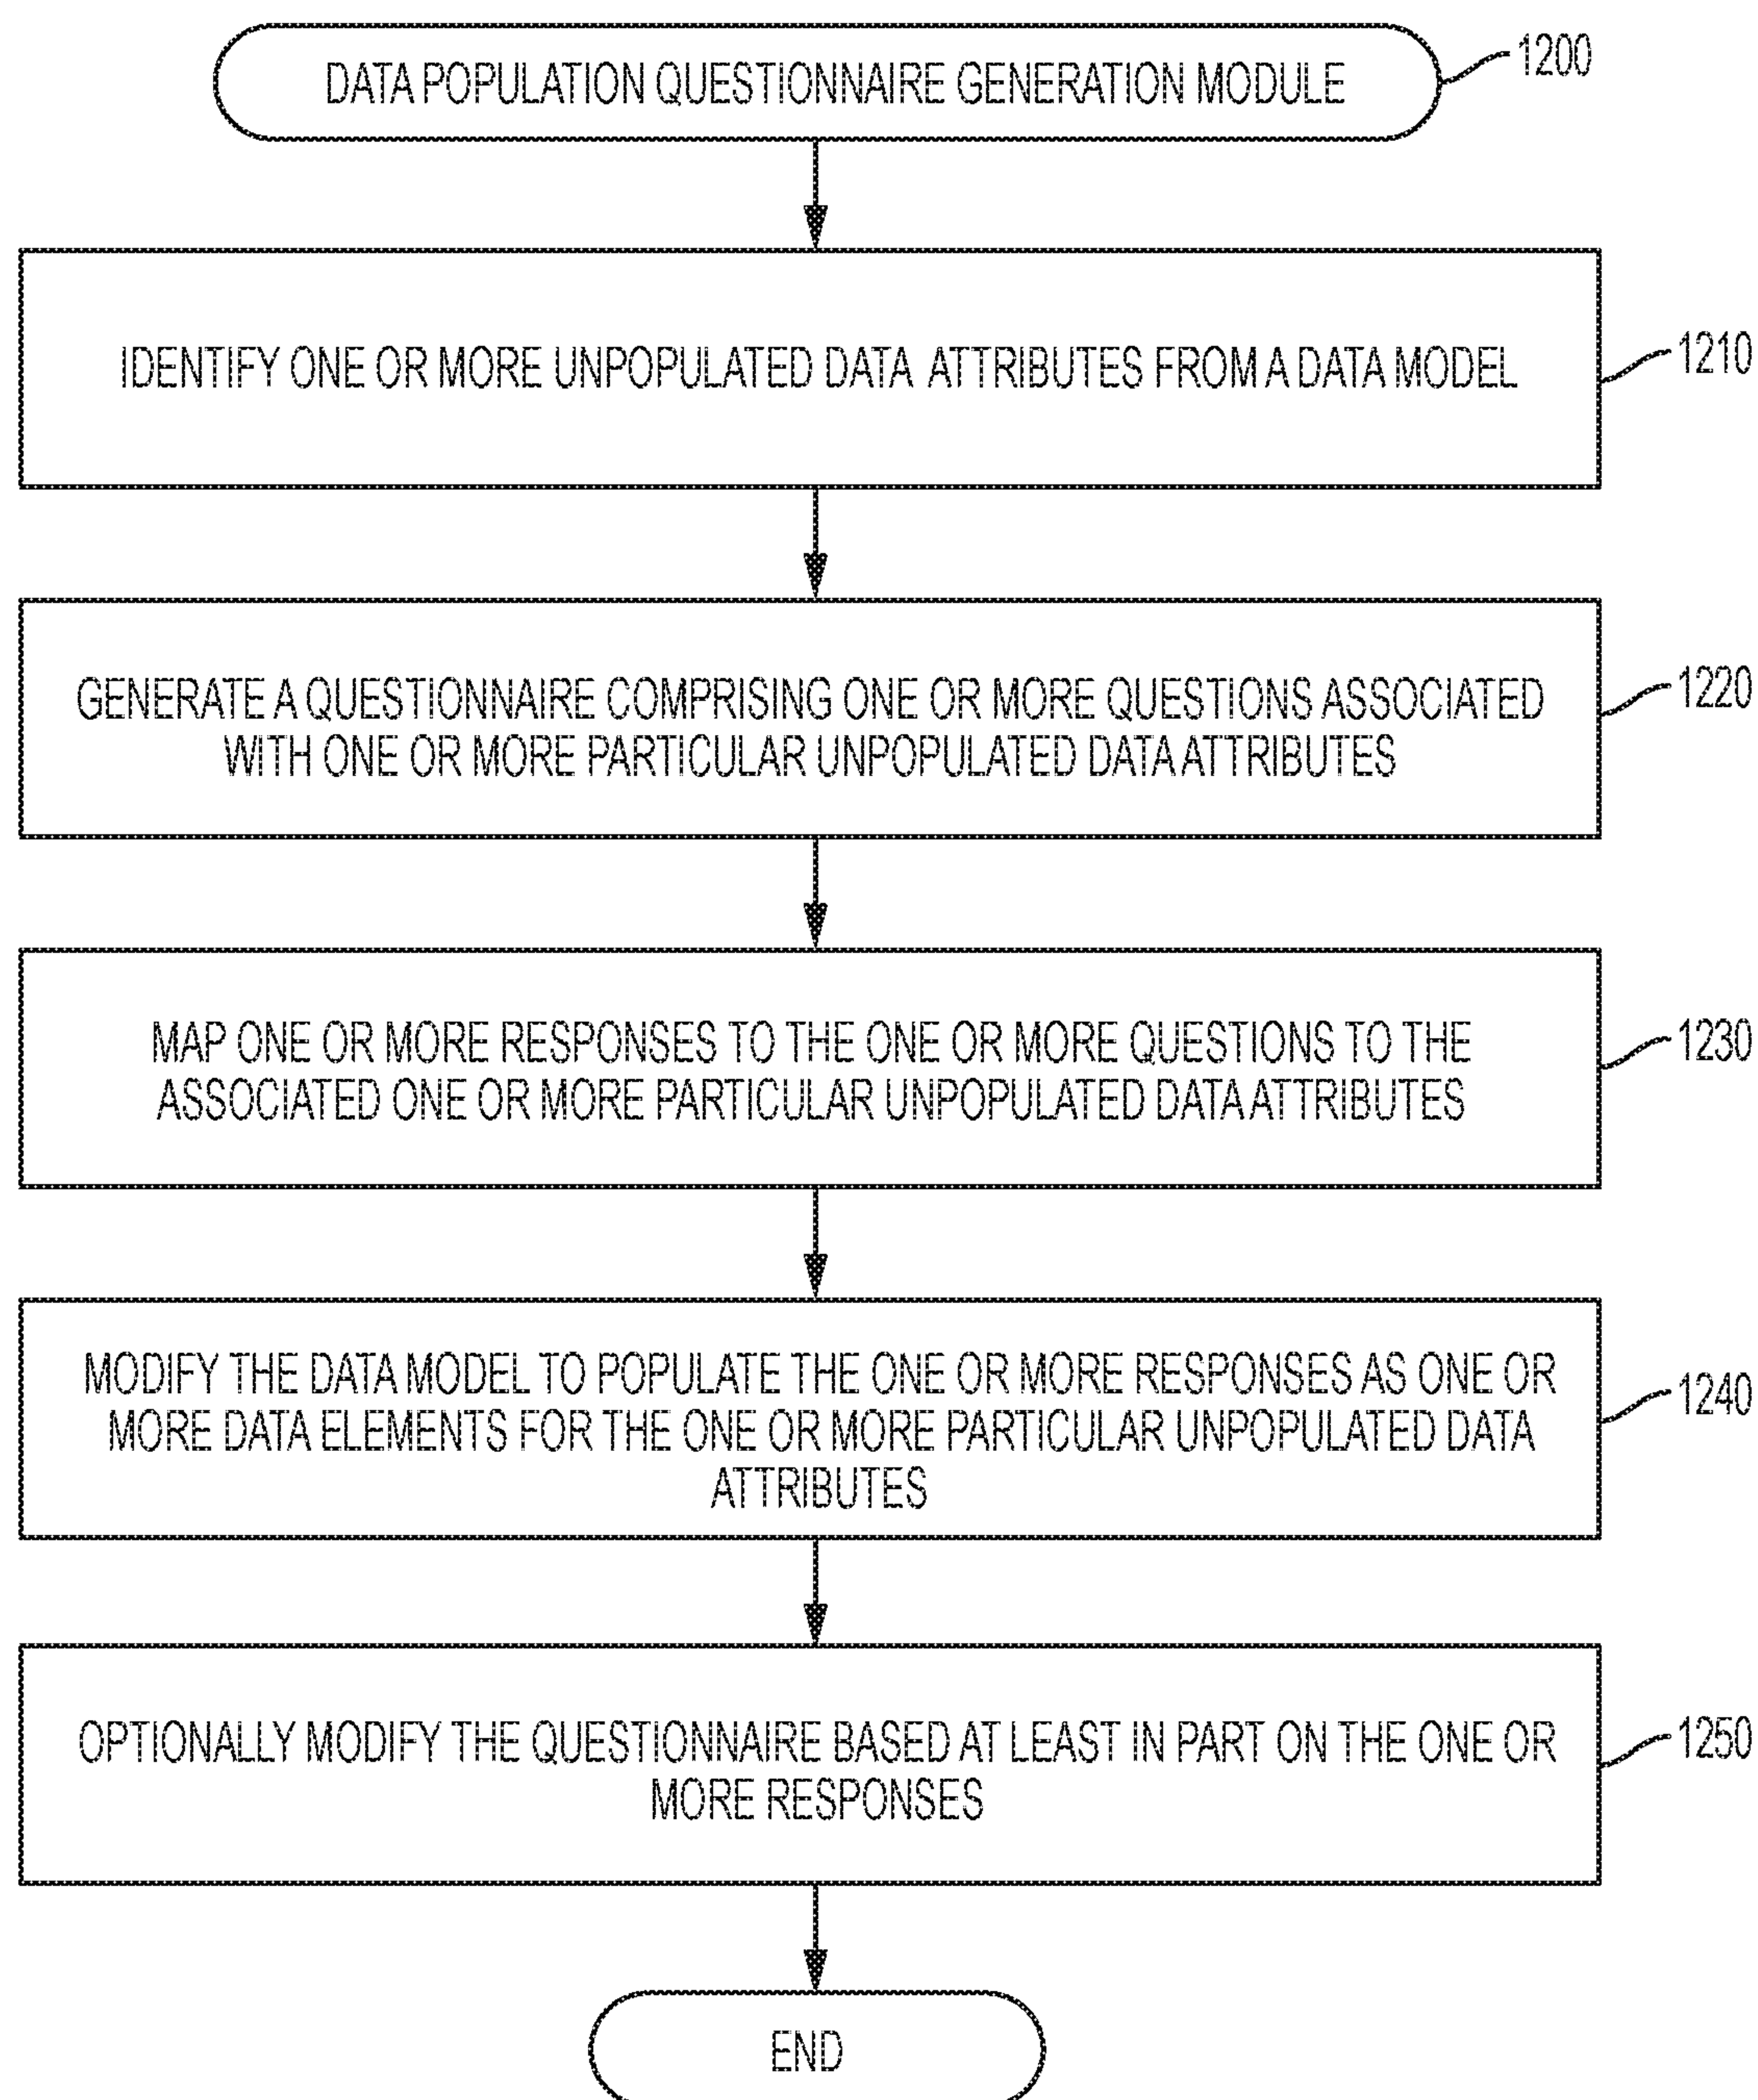 DATA POPULATION QUESTIONNAIRE GENERATION MODULE
1200
IDENTIFY ONE OR MORE UNPOPULATED DATA ATTRIBUTES FROM A DATA MODEL
1210
GENERATE A QUESTIONNAIRE COMPRISING ONE OR MORE QUESTIONS ASSOCIATED
WITH ONE OR MORE PARTICULAR UNPOPULATED DATA ATTRIBUTES
1220
MAP ONE OR MORE RESPONSES TO THE ONE OR MORE QUESTIONS TO THE
ASSOCIATED ONE OR MORE PARTICULAR UNPOPULATED DATA ATTRIBUTES
1230
MODIFY THE DATA MODEL TO POPULATE THE ONE OR MORE RESPONSES AS ONE OR
MORE DATA ELEMENTS FOR THE ONE OR MORE PARTICULAR UNPOPULATED DATA
ATTRIBUTES
1240
OPTIONALLY MODIFY THE QUESTIONNAIRE BASED AT LEAST IN PART ON THE ONE OR
MORE RESPONSES
1250
END